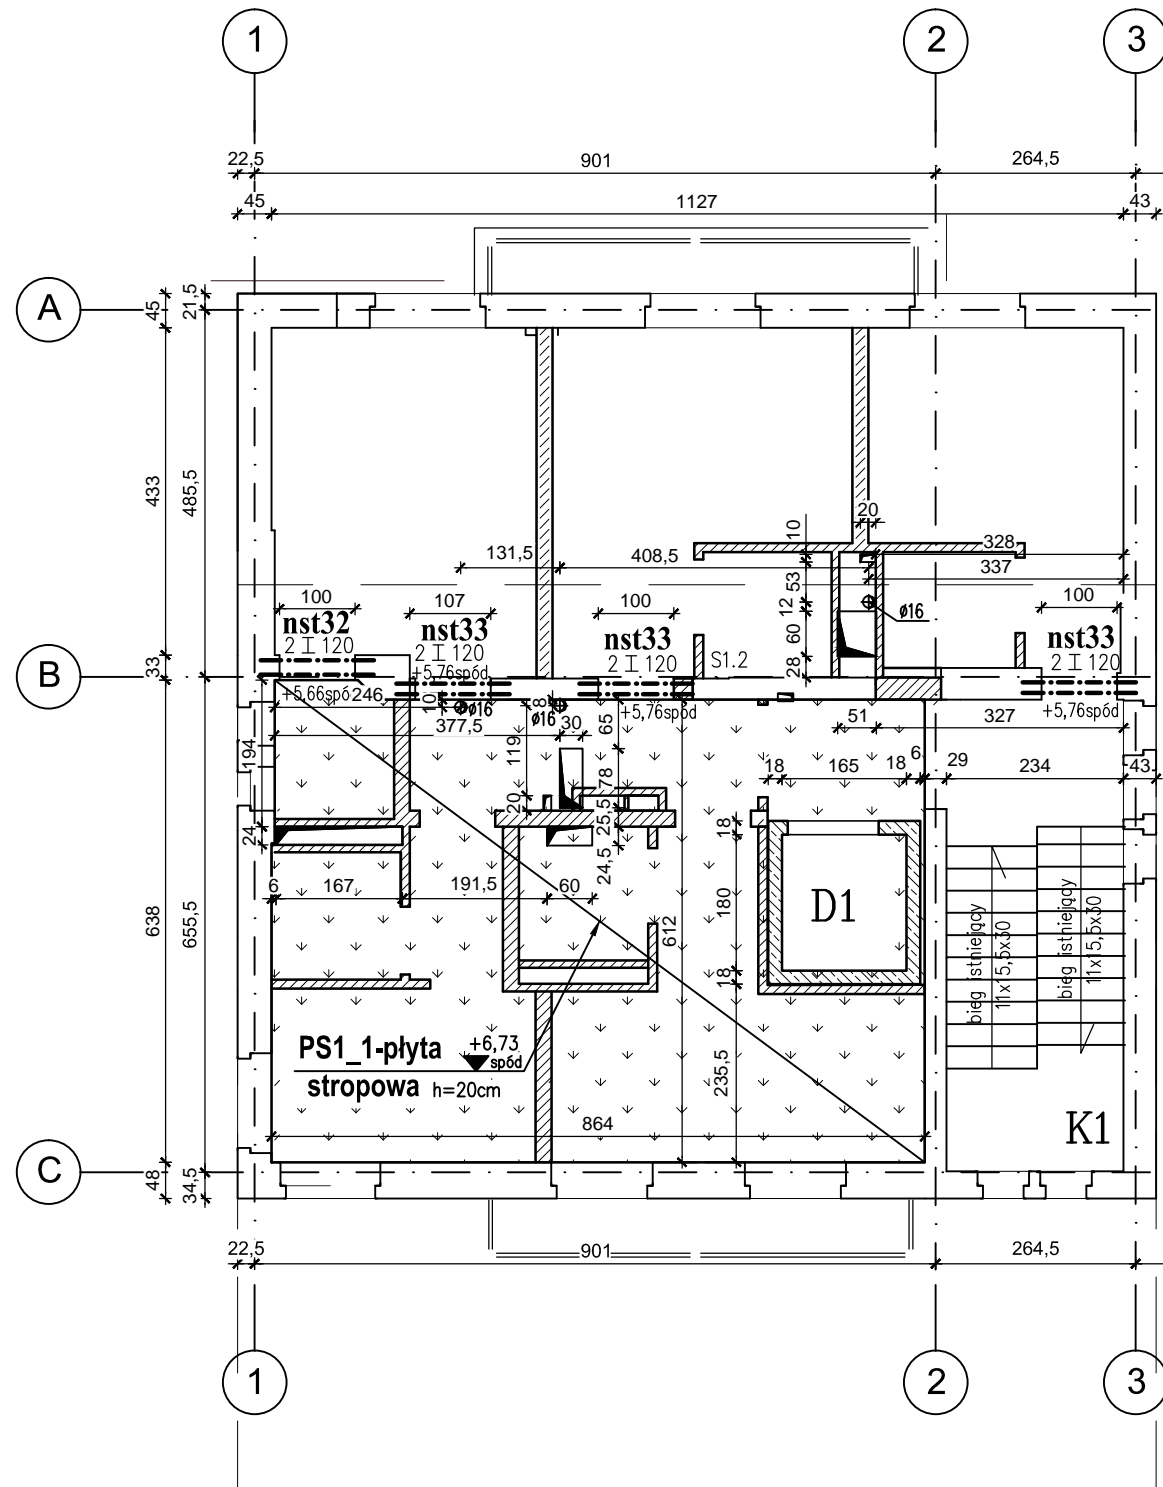 1
2
3
22,5
901
264,5
45
1127
43
A
45
21,5
433
485,5
20
10
328
131,5
408,5
337
53
100
107
100
12
ø16
100
nst32
2 I 120
nst33
2 I 120
+5,76spód
nst33
2 I 120
60
nst33
2 I 120
S1.2
28
33
B
+5,66spó
246
10
ø16
8
ø16
+5,76spód
+5,76spód
377,5
30
65
51
327
6
194
119
78
18
165
18
29
234
43
20
25,5
18
24
24,5
6
167
191,5
60
180
D1
bieg istniejący
11x15,5x30
bieg istniejący
11x15,5x30
638
655,5
612
18
PS1_1-płyta
stropowa h=20cm
+6,73
spód
235,5
864
K1
C
48
34,5
22,5
901
264,5
1
2
3